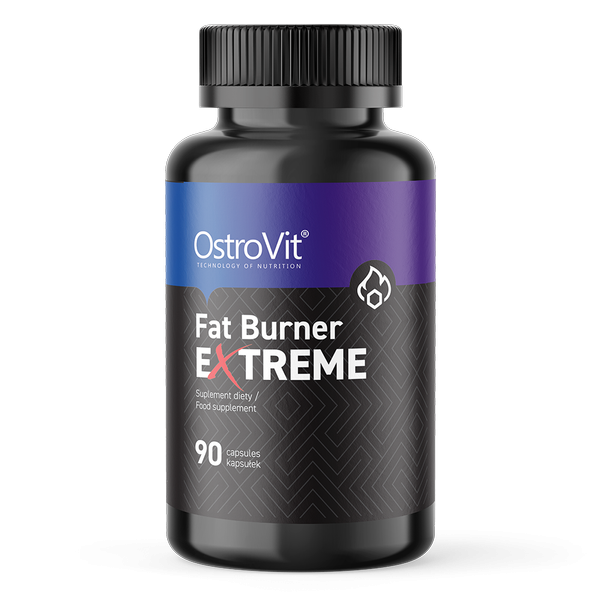 OstroVit®
TECHNOLOGY OF NUTRITION
Fat Burner
EXTREME
Suplement diety /
Food supplement
90 capsules
kapsułek